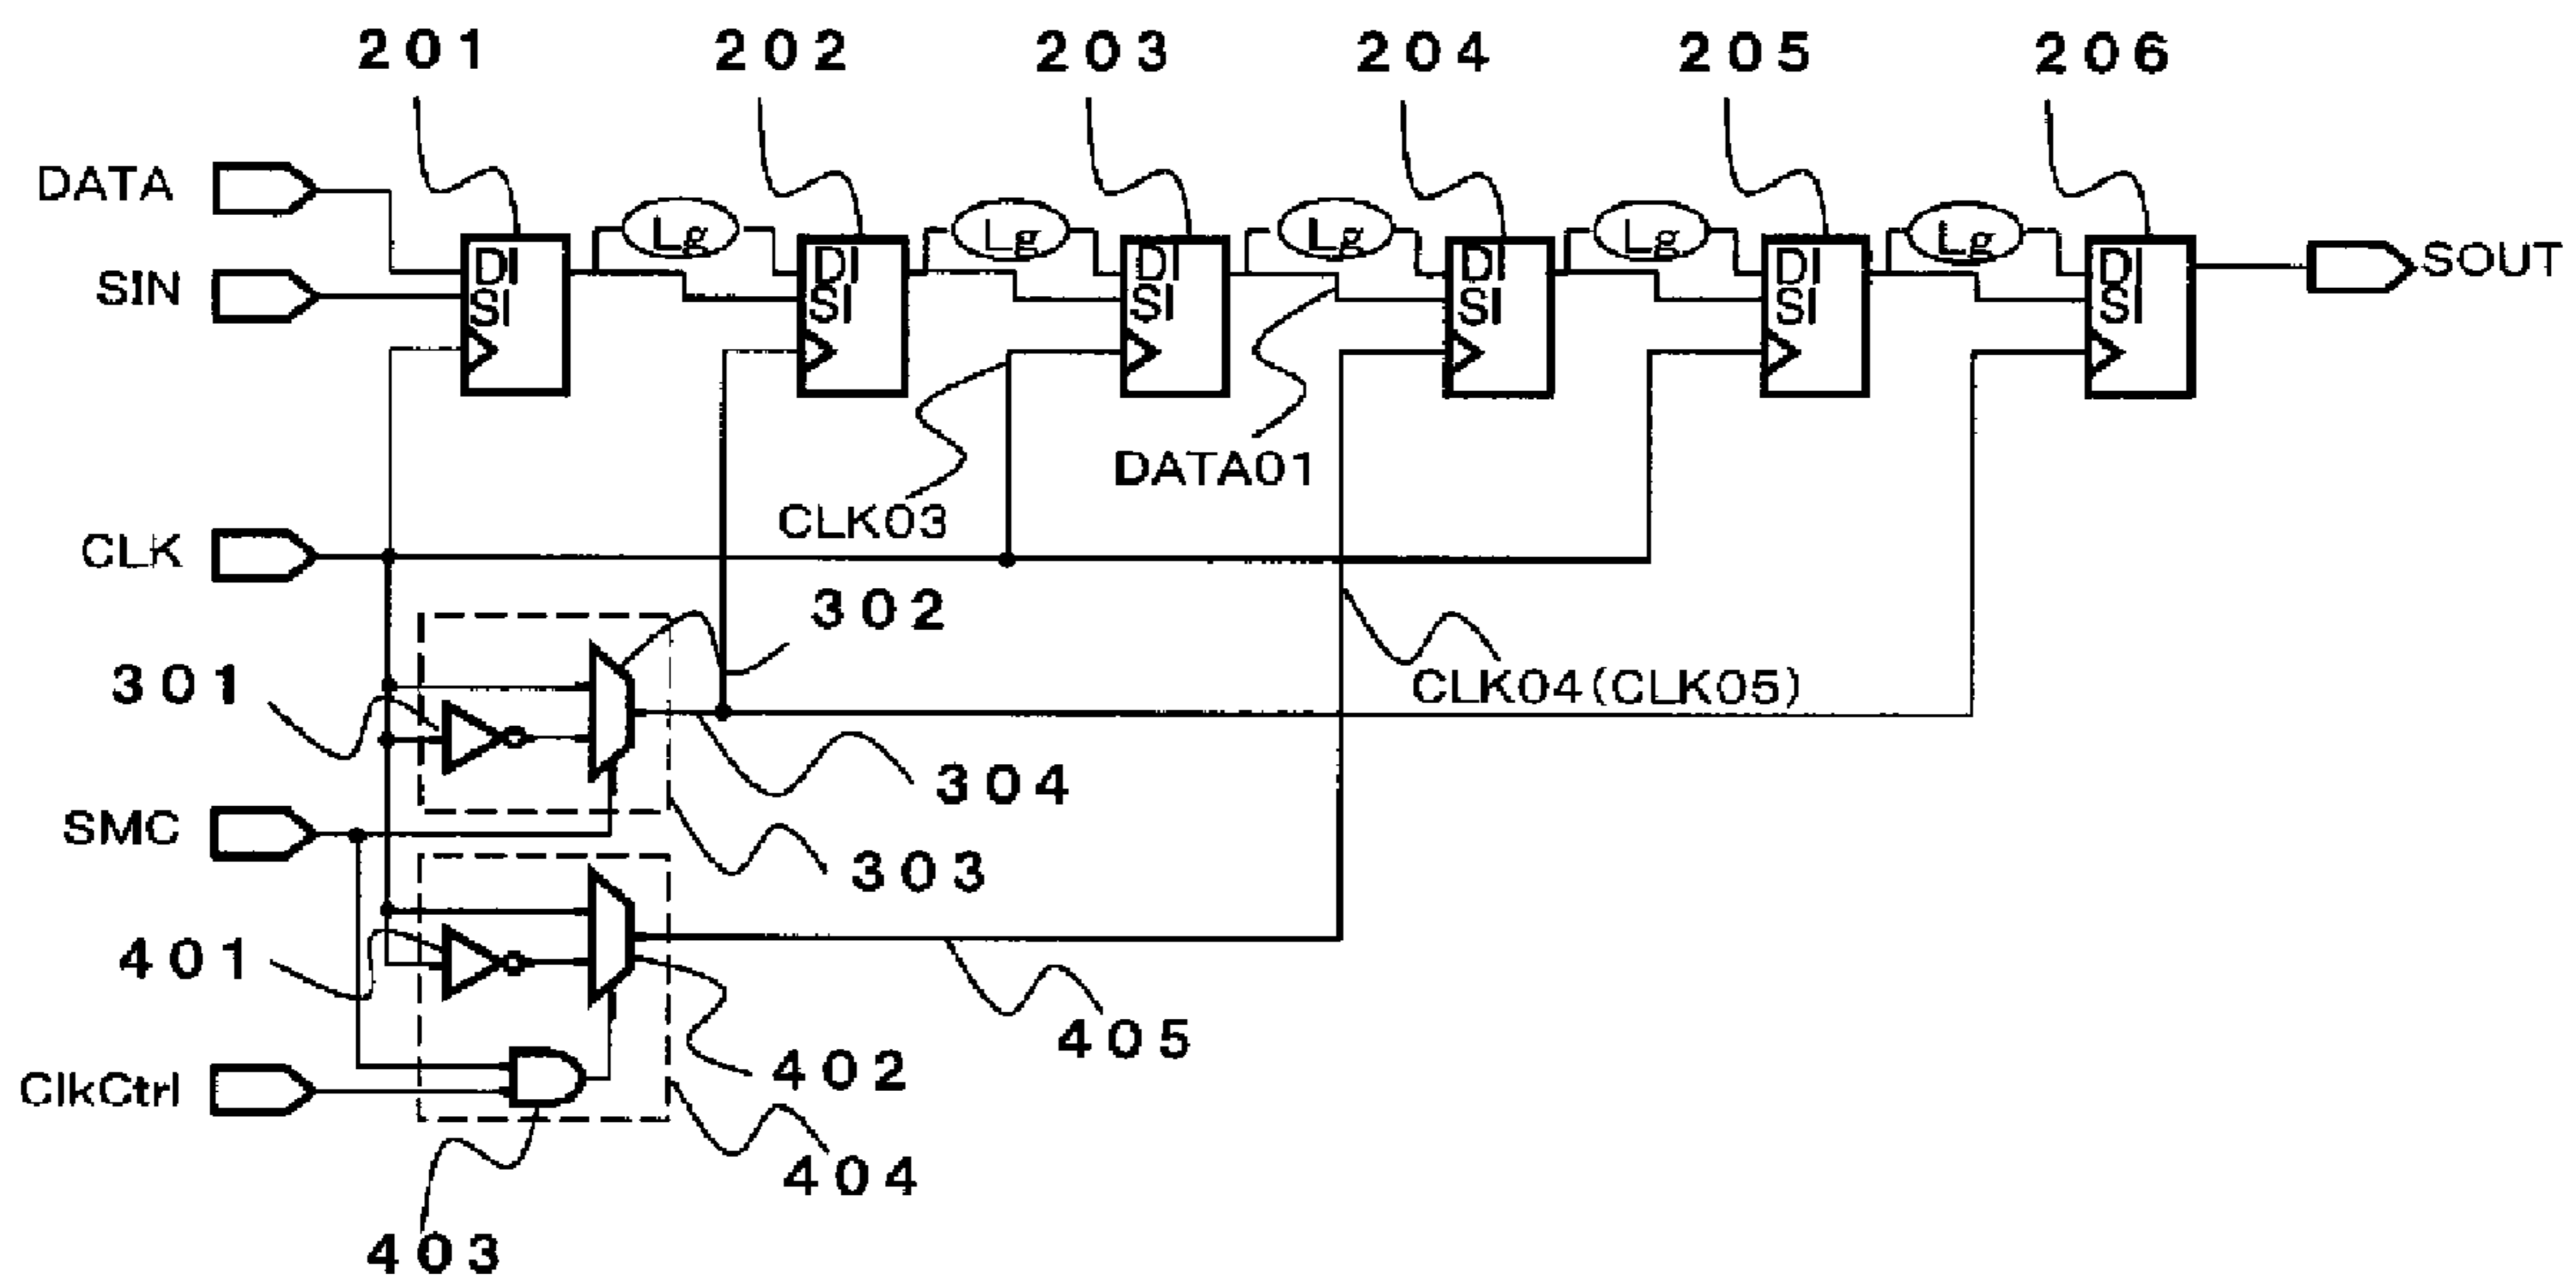 201 202 203 204 205 206
DATA
Lg Lg Lg Lg Lg
DI DI DI DI DI DI
SIN
SI SI SI SI SI SI
SOUT
DATA01
CLK03
CLK
302
301
CLK04(CLK05)
304
SMC
303
401
405
402
ClkCtrl
404
403